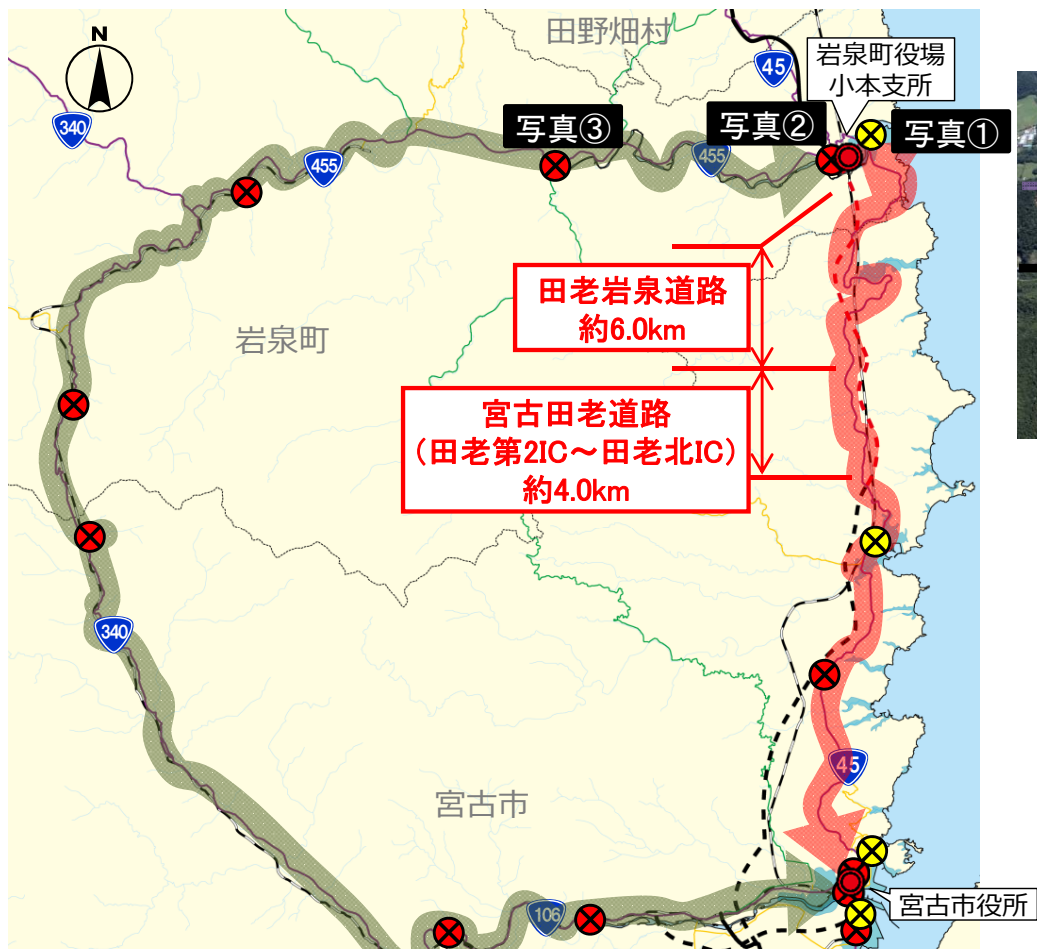 N
田野畑村
45
岩泉町役場
小本支所
340
写真③
写真②
写真①
455
455
田老岩泉道路
約6.0km
岩泉町
宮古田老道路
(田老第2IC～田老北IC)
約4.0km
340
45
宮古市
宮古市役所
106